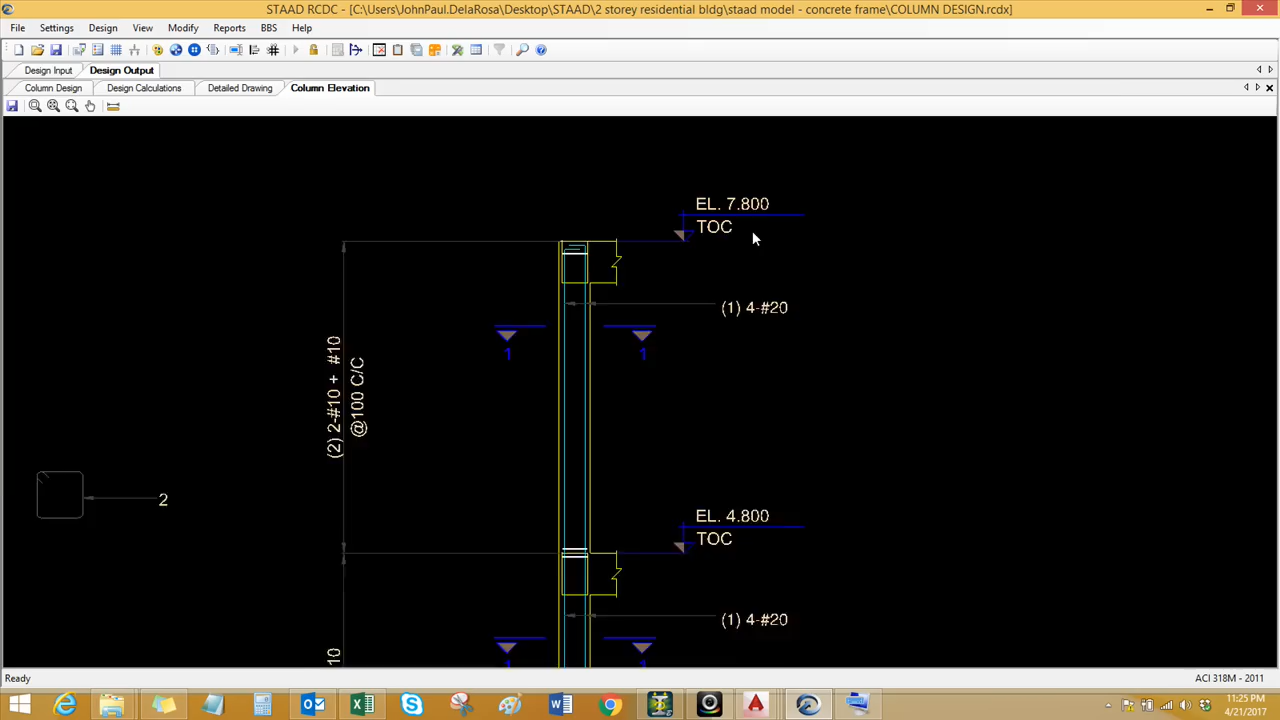 STAAD RCDC - [C:\Users\JohnPaul.DelaRosa\Desktop\STAAD\2 storey residential bldg\staad model - concrete frame\COLUMN DESIGN.rcdx]
File Settings Design View Modify Reports BBS Help
Design Input Design Output
Column Design Design Calculations Detailed Drawing Column Elevation
EL. 7.800
TOC
(1) 4-#20
1 1
(2) 2-#10 + #10
@100 C/C
2
EL. 4.800
TOC
(1) 4-#20
10
1 1
Ready
ACI 318M - 2011
11:25 PM
4/21/2017